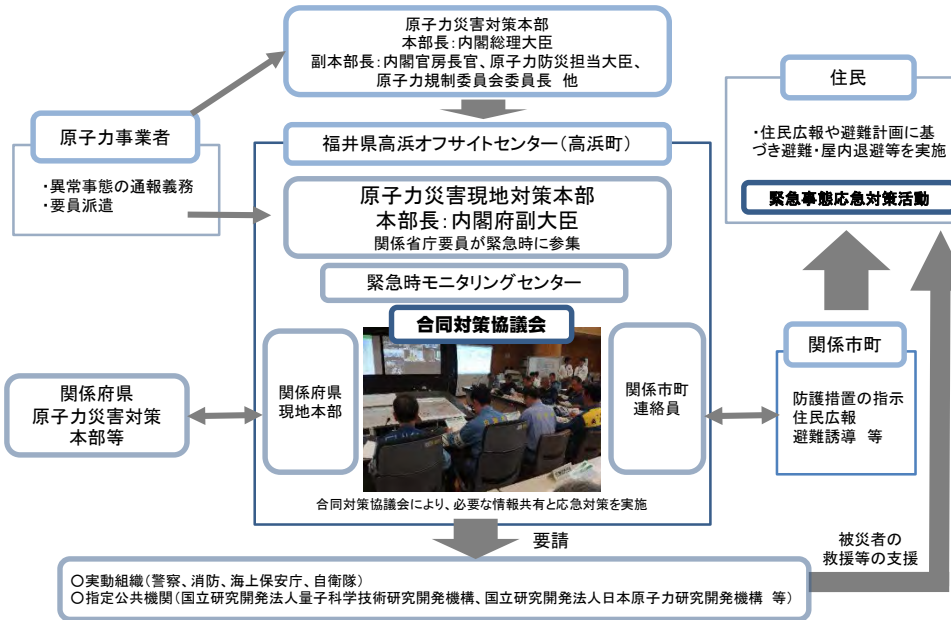 原子力災害対策本部
本部長：内閣総理大臣
副本部長：内閣官房長官、原子力防災担当大臣、
原子力規制委員会委員長 他
原子力事業者
・異常事態の通報義務
・要員派遣
福井県高浜オフサイトセンター（高浜町）
原子力災害現地対策本部
本部長：内閣府副大臣
関係省庁要員が緊急時に参集
緊急時モニタリングセンター
合同対策協議会
関係府県
現地本部
関係市町
連絡員
合同対策協議会により、必要な情報共有と応急対策を実施
関係府県
原子力災害対策
本部等
住民
・住民広報や避難計画に基
づき避難・屋内退避等を実施
緊急事態応急対策活動
関係市町
防護措置の指示
住民広報
避難誘導 等
要請
被災者の
救援等の支援
○実動組織（警察、消防、海上保安庁、自衛隊）
○指定公共機関（国立研究開発法人量子科学技術研究開発機構、国立研究開発法人日本原子力研究開発機構 等）